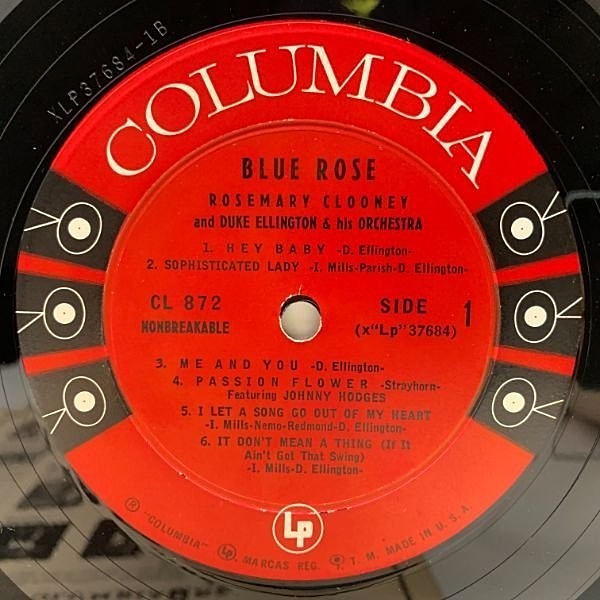 XLP37684-1B
COLUMBIA
BLUE ROSE
ROSEMARY CLOONEY
and DUKE ELLINGTON & his ORCHESTRA
1. HEY BABY -D. Ellington-
2. SOPHISTICATED LADY -I. Mills-Parish-D. Ellington-
CL 872
NONBREAKABLE
SIDE 1
(x"Lp"37684)
3. ME AND YOU -D. Ellington-
4. PASSION FLOWER -Strayhorn-
Featuring JOHNNY HODGES
5. I LET A SONG GO OUT OF MY HEART
-I. Mills-Nemo-Redmond-D. Ellington-
6. IT DON'T MEAN A THING (If It
Ain't Got That Swing)
-I. Mills-D. Ellington-
LP
® "COLUMBIA" LP, MARCAS REG. T. M. MADE IN U.S.A.